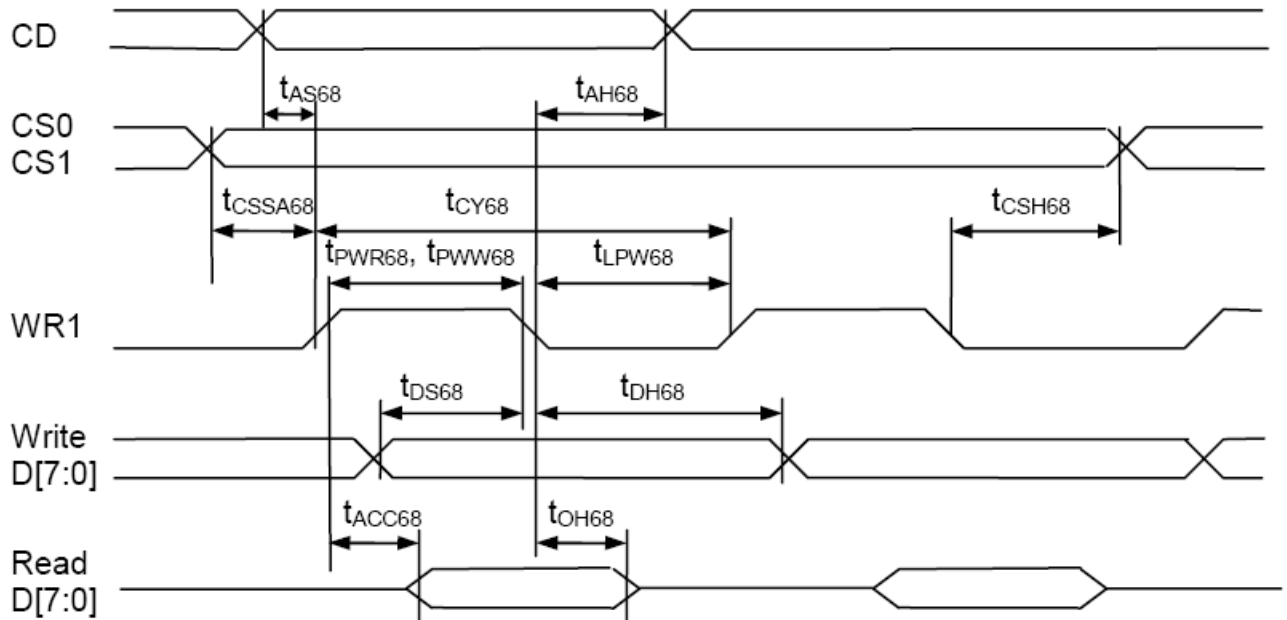 CD
tAS68
tAH68
CS0
CS1
tCSSA68
tCY68
tCSH68
tPWR68, tPWW68
tLPW68
WR1
tDS68
tDH68
Write
D[7:0]
tACC68
tOH68
Read
D[7:0]